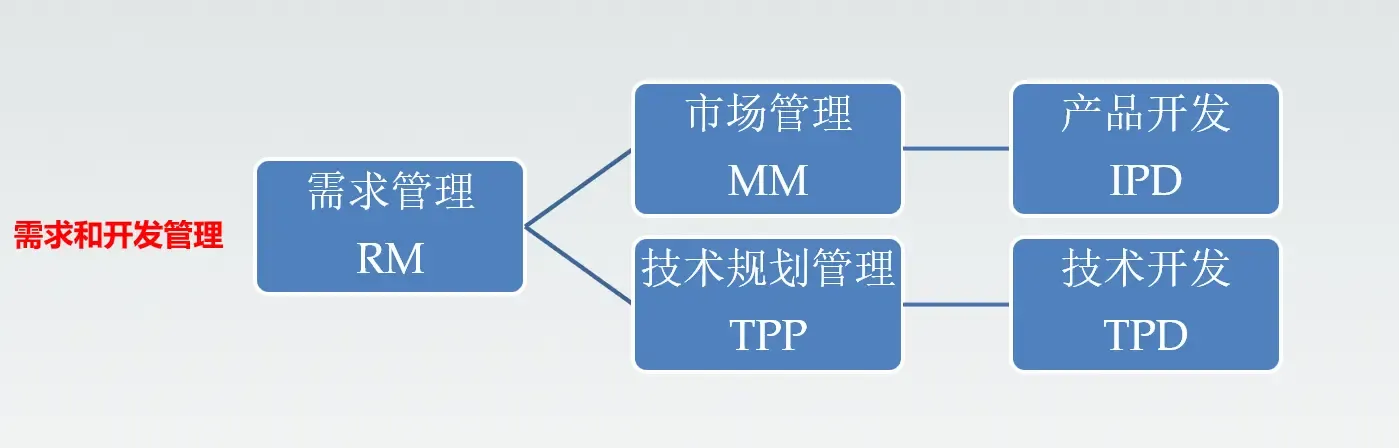 需求和开发管理
需求管理
RM
市场管理
MM
产品开发
IPD
技术规划管理
TPP
技术开发
TPD